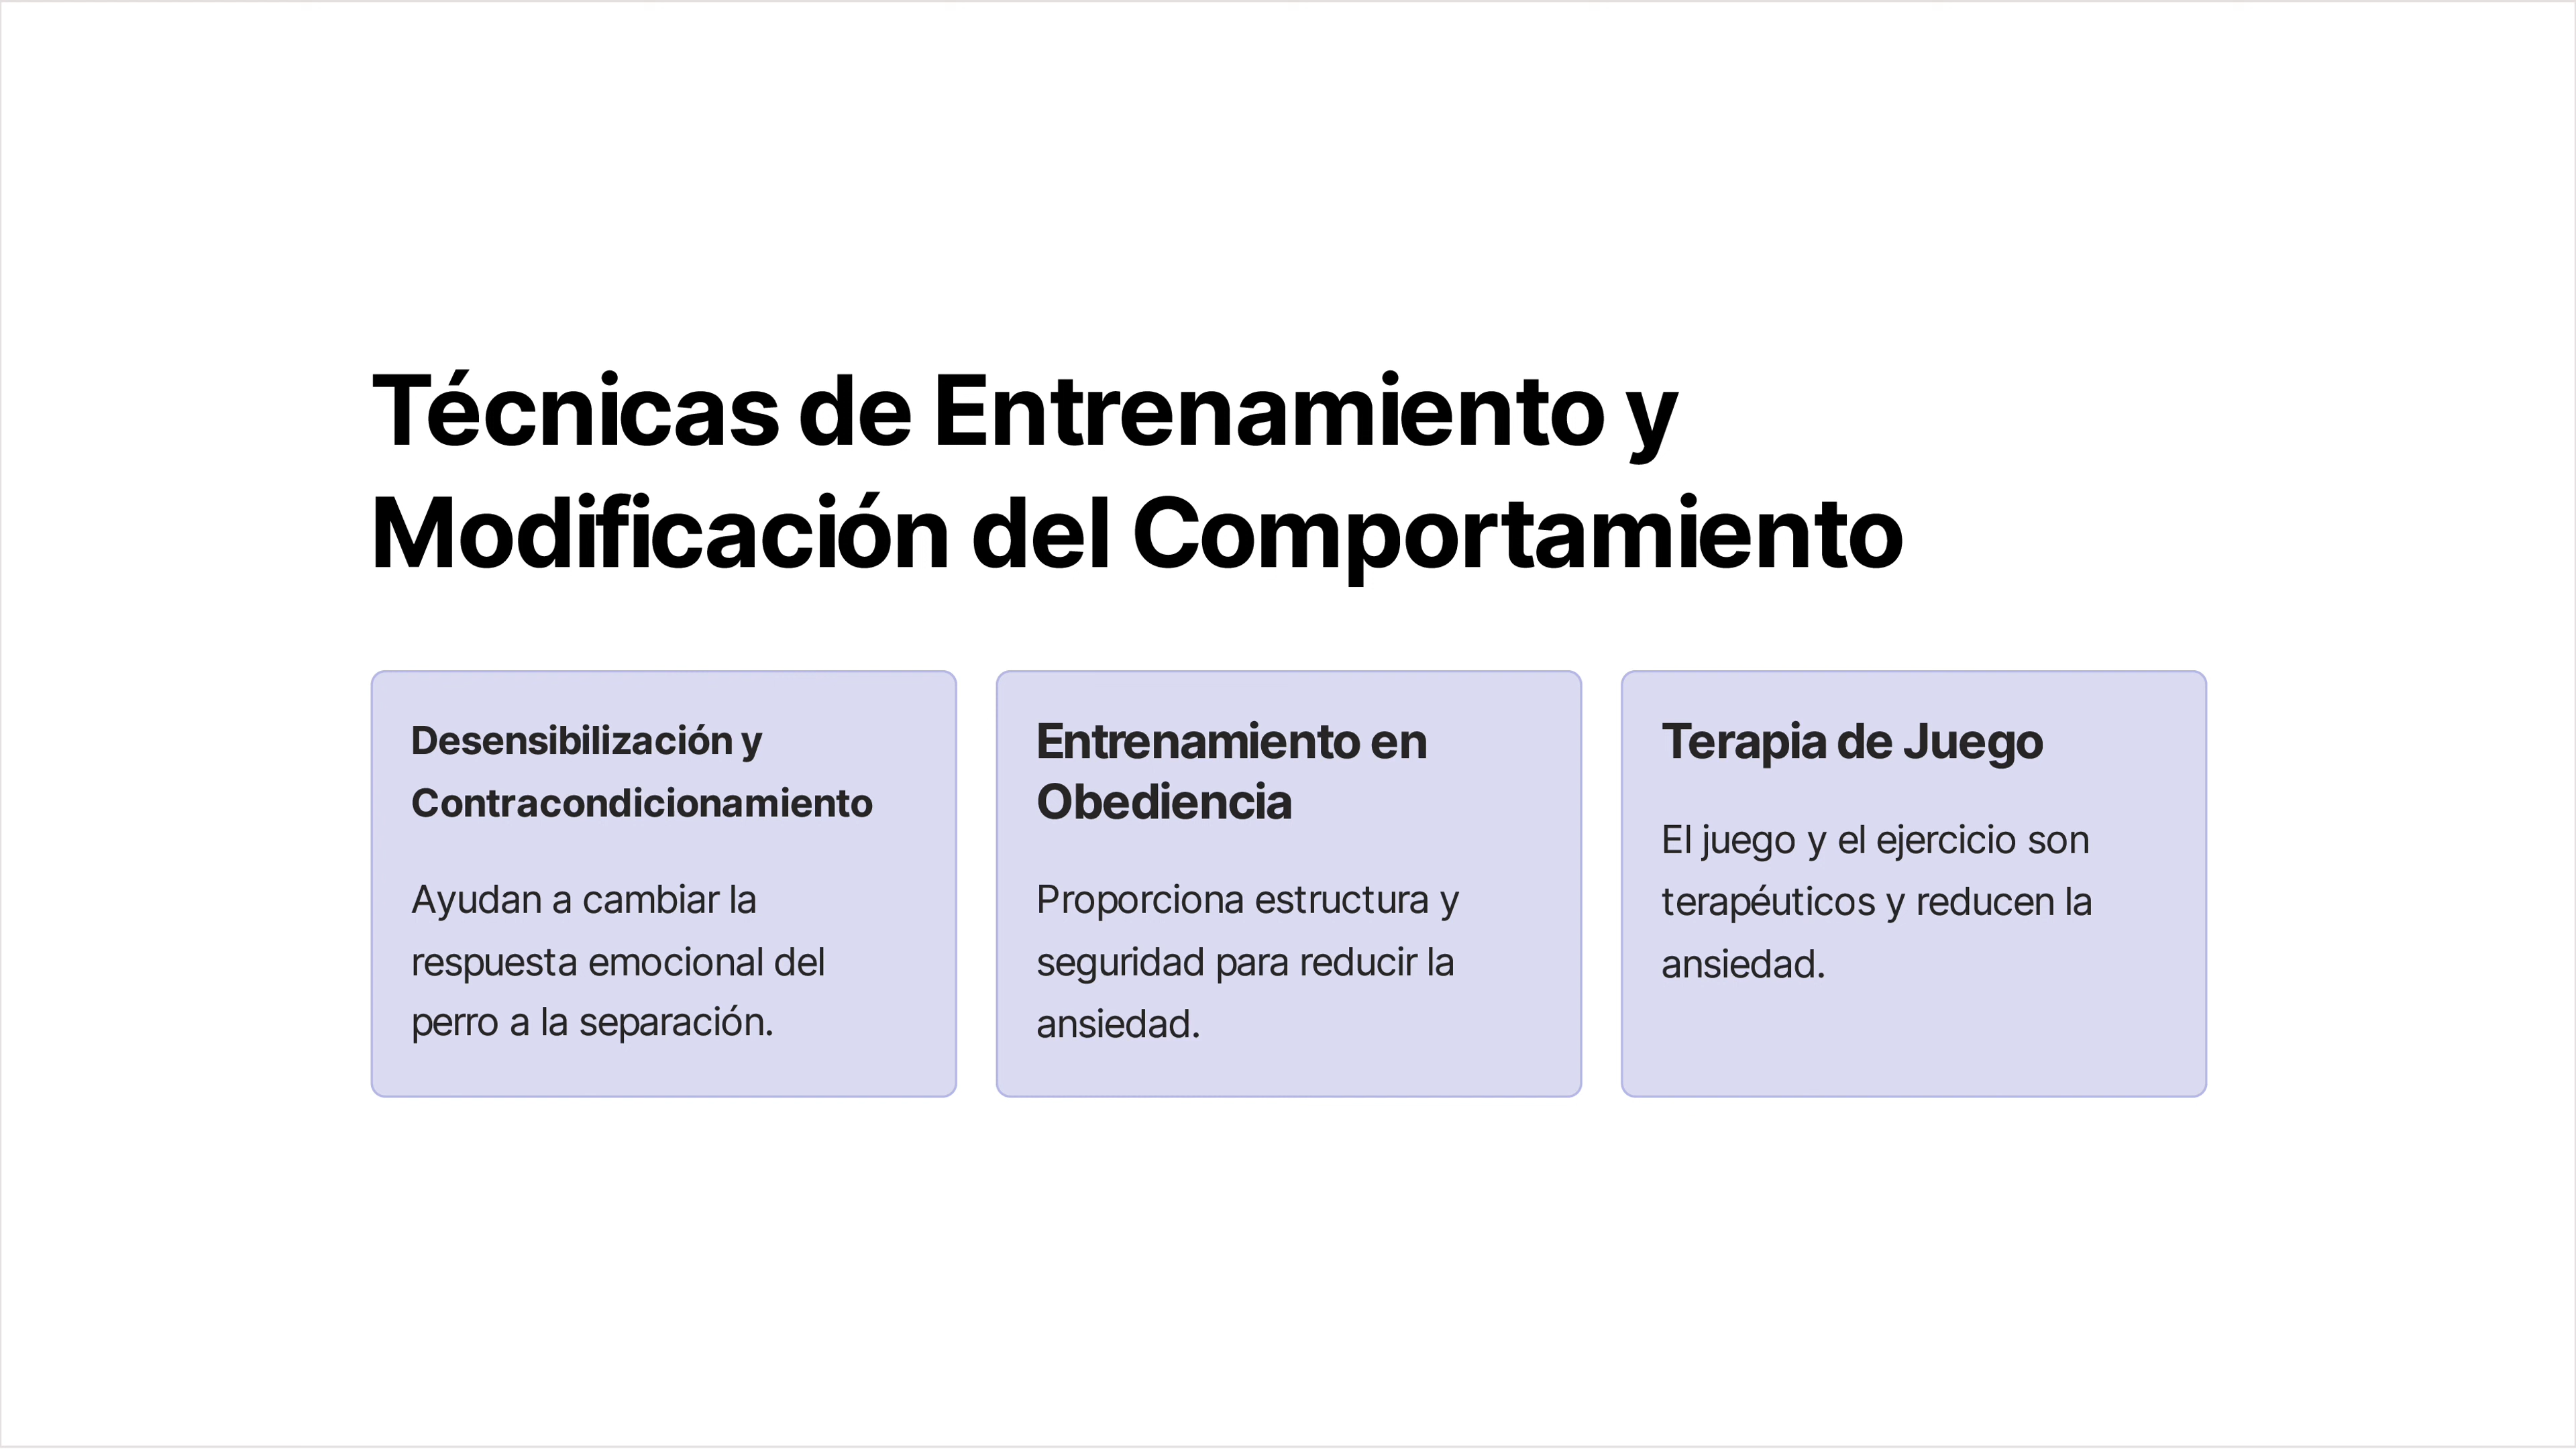 Técnicas de Entrenamiento y
Modificación del Comportamiento
Desensibilización y
Contracondicionamiento
Ayudan a cambiar la
respuesta emocional del
perro a la separación.
Entrenamiento en
Obediencia
Proporciona estructura y
seguridad para reducir la
ansiedad.
Terapia de Juego
El juego y el ejercicio son
terapéuticos y reducen la
ansiedad.